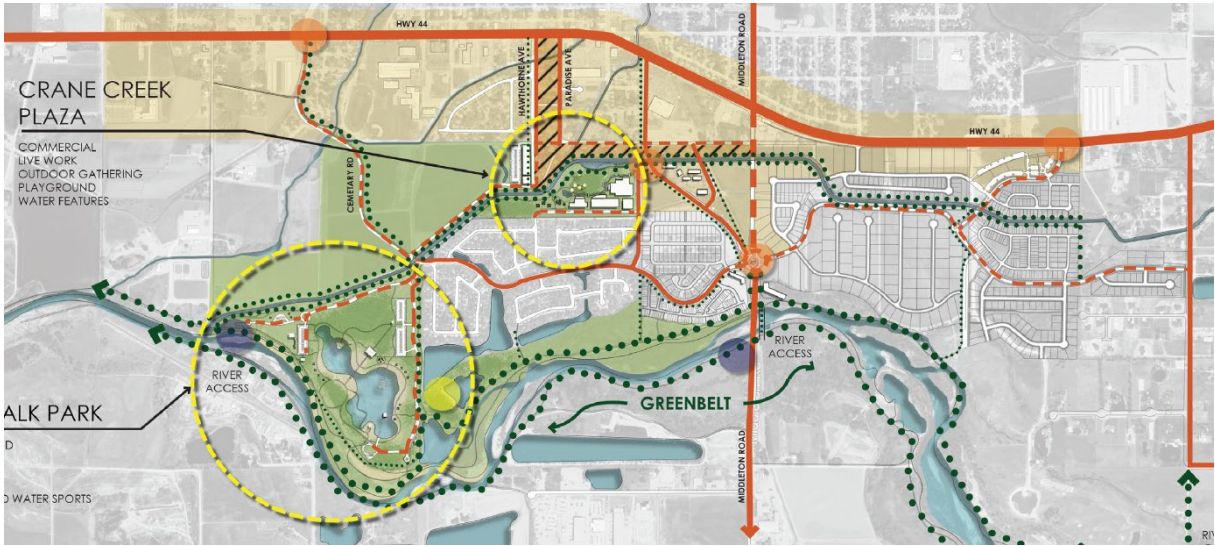 HWY 44
MIDDLETON ROAD
HAWTHORNE AVE
PARADISE AVE
CRANE CREEK
PLAZA
COMMERCIAL
LIVE WORK
OUTDOOR GATHERING
PLAYGROUND
WATER FEATURES
HWY 44
CEMETARY RD
RIVER
ACCESS
RIVER
ACCESS
ALK PARK
GREENBELT
D
MIDDLETON ROAD
D WATER SPORTS
RIV